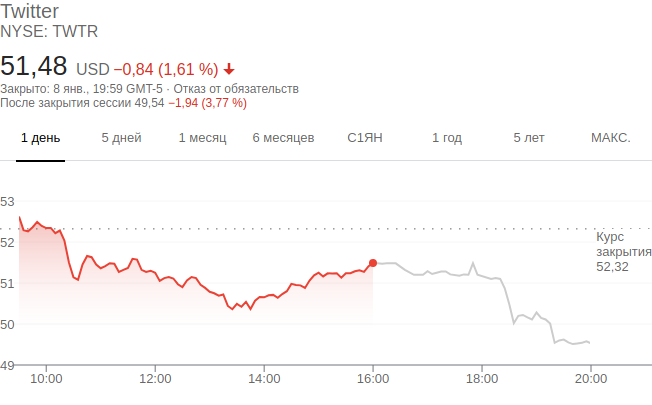 Twitter
NYSE: TWTR
51,48 USD −0,84 (1,61 %)
Закрыто: 8 янв., 19:59 GMT-5 · Отказ от обязательств
После закрытия сессии 49,54 −1,94 (3,77 %)
1 день 5 дней 1 месяц 6 месяцев С1ЯН 1 год 5 лет МАКС.
53
52
51
50
49
Курс
закрытия
52,32
10:00 12:00 14:00 16:00 18:00 20:00